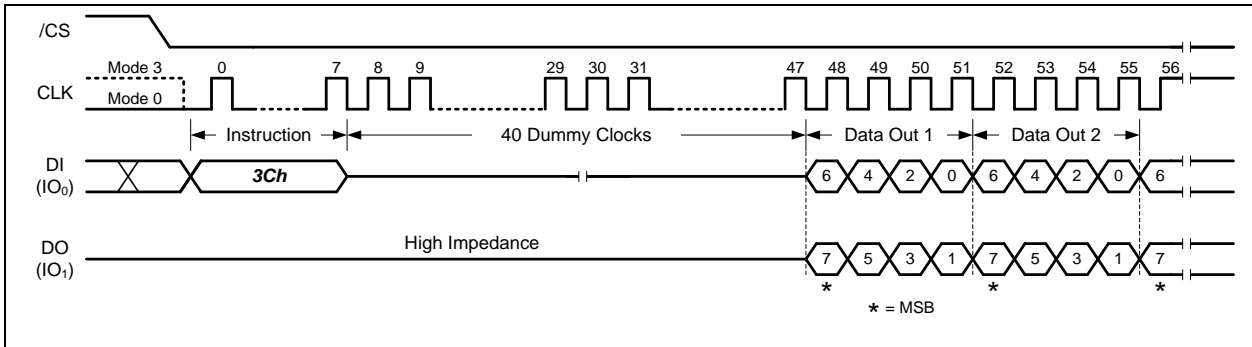 /CS
Mode 3
0 7 8 9 29 30 31 47 48 49 50 51 52 53 54 55 56
CLK
Mode 0
Instruction 40 Dummy Clocks Data Out 1 Data Out 2
DI
(IO₀)
3Ch
6 4 2 0 6 4 2 0 6
High Impedance
DO
(IO₁)
7 5 3 1 7 5 3 1 7
* * *
* = MSB